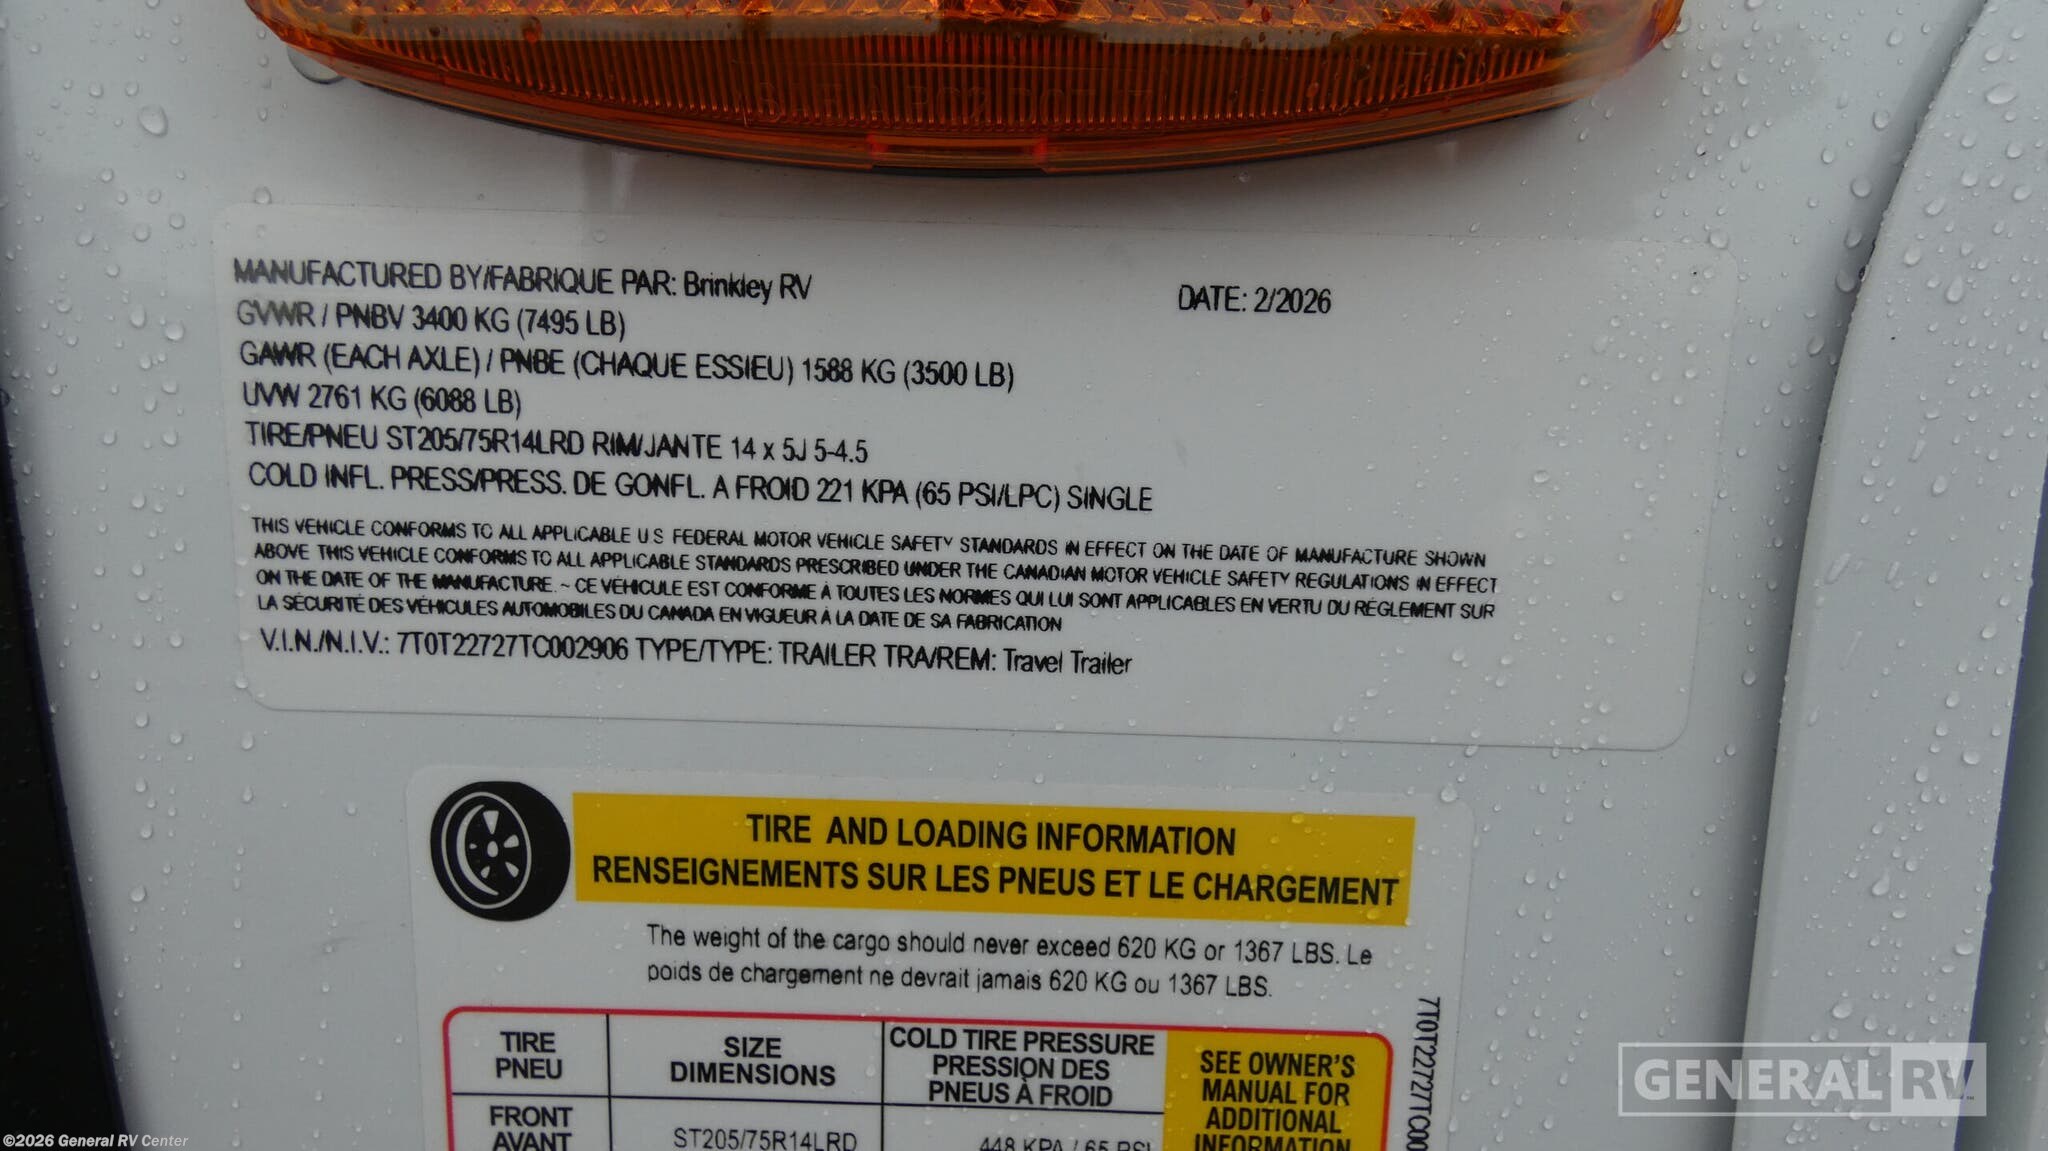 MANUFACTURED BY/FABRIQUE PAR: Brinkley RV
DATE: 2/2026
GVWR / PNBV 3400 KG (7495 LB)
GAWR (EACH AXLE) / PNBE (CHAQUE ESSIEU) 1588 KG (3500 LB)
UVW 2761 KG (6088 LB)
TIRE/PNEU ST205/75R14LRD RIM/JANTE 14 x 5J 5-4.5
COLD INFL. PRESS/PRESS. DE GONFL. A FROID 221 KPA (65 PSI/LPC) SINGLE
THIS VEHICLE CONFORMS TO ALL APPLICABLE U.S. FEDERAL MOTOR VEHICLE SAFETY STANDARDS IN EFFECT ON THE DATE OF MANUFACTURE SHOWN
ABOVE THIS VEHICLE CONFORMS TO ALL APPLICABLE STANDARDS PRESCRIBED UNDER THE CANADIAN MOTOR VEHICLE SAFETY REGULATIONS IN EFFECT
ON THE DATE OF THE MANUFACTURE. ~ CE VÉHICULE EST CONFORME À TOUTES LES NORMES QUI LUI SONT APPLICABLES EN VERTU DU RÉGLEMENT SUR
LA SÉCURITÉ DES VÉHICULES AUTOMOBILES DU CANADA EN VIGUEUR À LA DATE DE SA FABRICATION
V.I.N./N.I.V.: 7T0T22727TC002906 TYPE/TYPE: TRAILER TRA/REM: Travel Trailer
TIRE AND LOADING INFORMATION
RENSEIGNEMENTS SUR LES PNEUS ET LE CHARGEMENT
The weight of the cargo should never exceed 620 KG or 1367 LBS. Le
poids de chargement ne devrait jamais 620 KG ou 1367 LBS.
TIRE
PNEU
SIZE
DIMENSIONS
COLD TIRE PRESSURE
PRESSION DES
PNEUS À FROID
SEE OWNER'S
MANUAL FOR
ADDITIONAL
INFORMATION
FRONT
AVANT
ST205/75R14LRD
448 KPA / 65 PSI
7T0T22727TC00
GENERAL RV
©2026 General RV Center